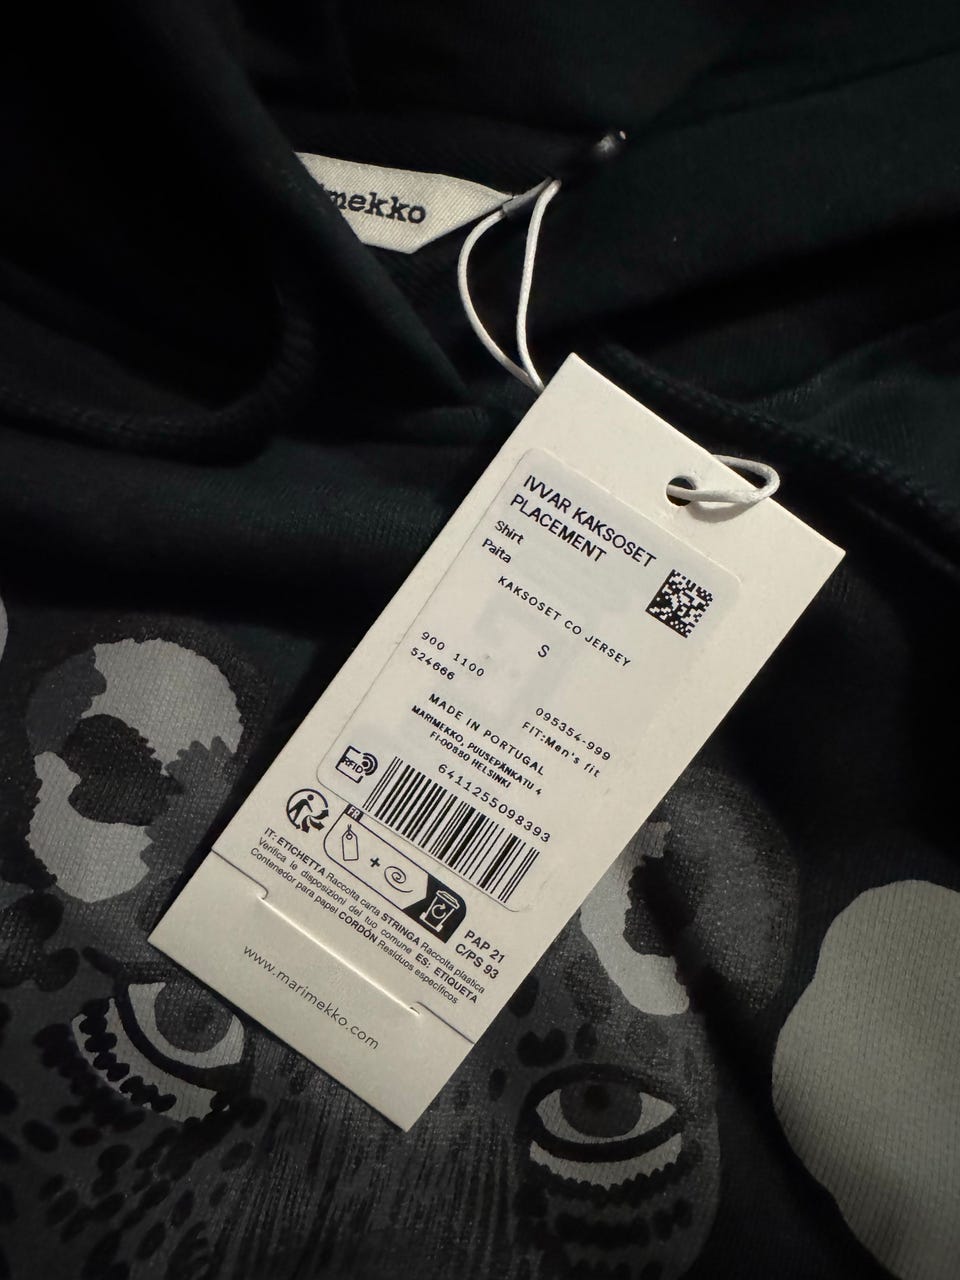 mekko
IVVAR KAKSOSET
PLACEMENT
Shirt
Paita
KAKSOSET CO JERSEY
S
900 1100
524666
095354-999
FIT:Men's fit
MADE IN PORTUGAL
MARIMEKKO, PUUSEPÄNKATU 4
FI-00880 HELSINKI
6411255098393
RFID
FR
+
IT: ETICHETTA Raccolta carta STRINGA Raccolta plastica
Verifica le disposizioni del tuo comune ES: ETIQUETA
Contenedor para papel CORDÓN Residuos específicos
PAP 21
C/PS 93
www.marimekko.com